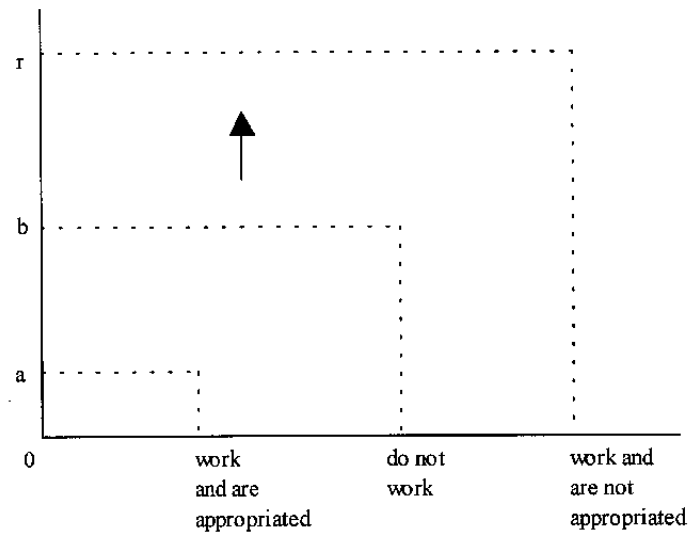 r
b
a
0
work
and are
appropriated
do not
work
work and
are not
appropriated